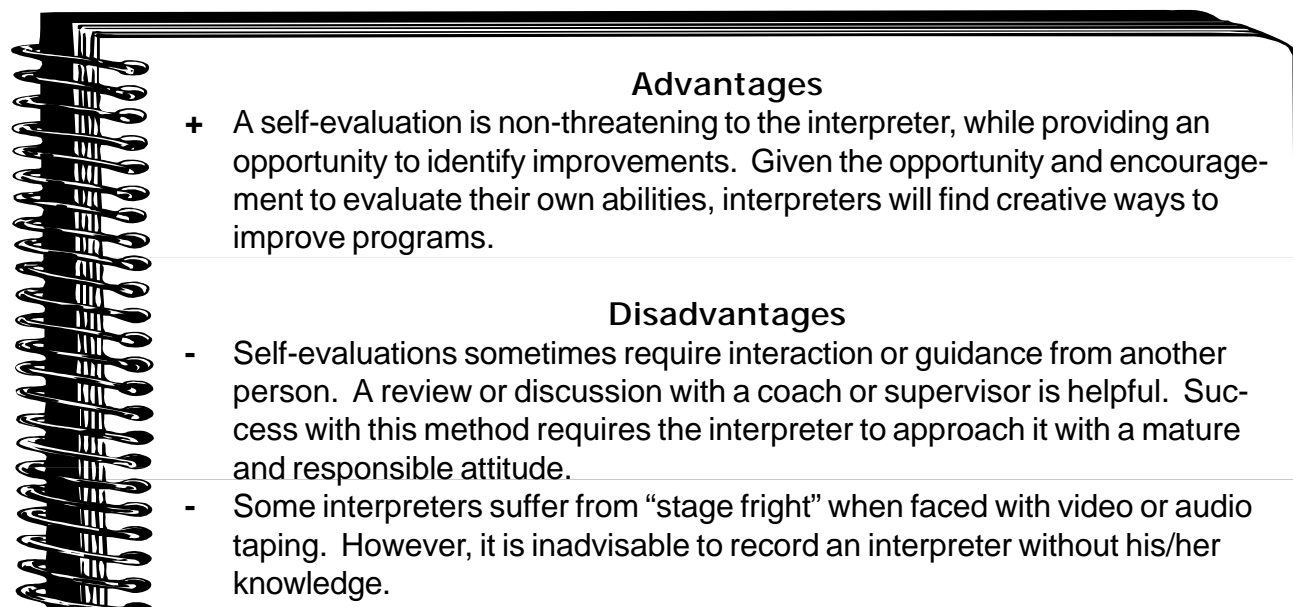 Advantages
+ A self-evaluation is non-threatening to the interpreter, while providing an
opportunity to identify improvements. Given the opportunity and encourage-
ment to evaluate their own abilities, interpreters will find creative ways to
improve programs.
Disadvantages
- Self-evaluations sometimes require interaction or guidance from another
person. A review or discussion with a coach or supervisor is helpful. Suc-
cess with this method requires the interpreter to approach it with a mature
and responsible attitude.
- Some interpreters suffer from “stage fright” when faced with video or audio
taping. However, it is inadvisable to record an interpreter without his/her
knowledge.